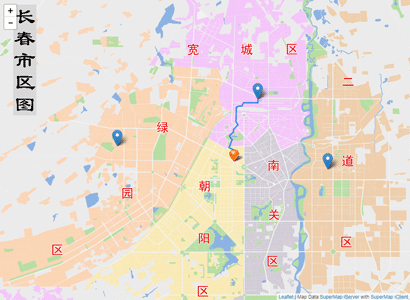 +
−
长春市区图
宽城区
二道区
绿园区
朝阳区
南关区
Leaflet | Map Data SuperMap iServer with SuperMap iClient